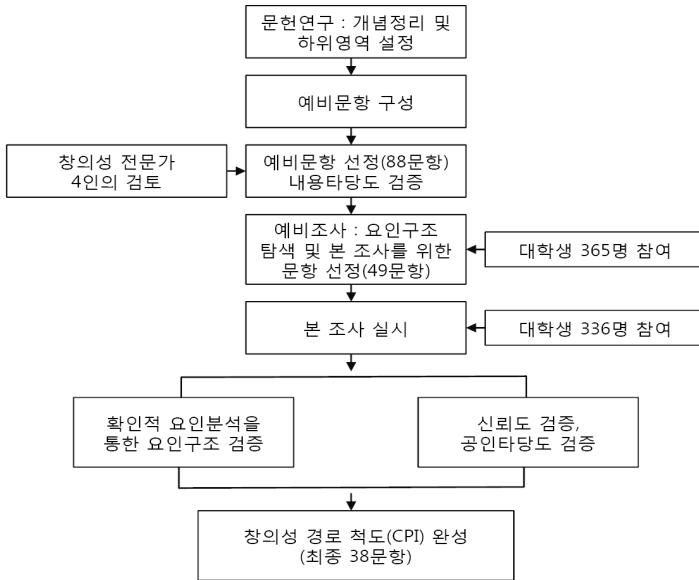 문헌연구 : 개념정리 및
하위영역 설정
예비문항 구성
창의성 전문가
4인의 검토
예비문항 선정(88문항)
내용타당도 검증
예비조사 : 요인구조
탐색 및 본 조사를 위한
문항 선정(49문항)
대학생 365명 참여
본 조사 실시
대학생 336명 참여
확인적 요인분석을
통한 요인구조 검증
신뢰도 검증,
공인타당도 검증
창의성 경로 척도(CPI) 완성
(최종 38문항)